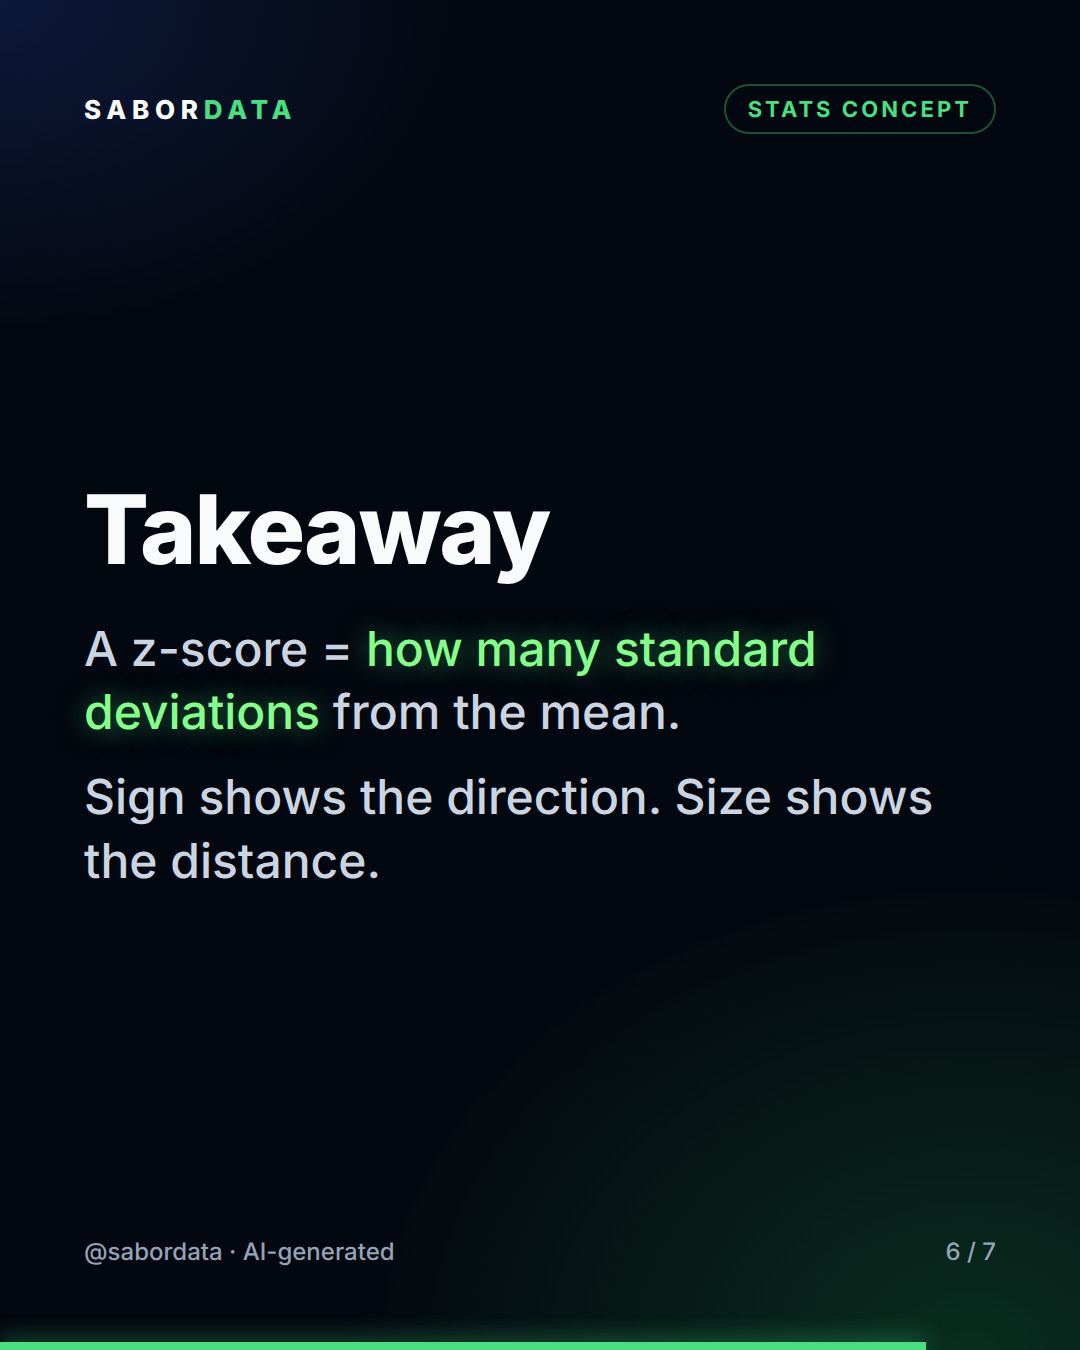 SABORDATA
STATS CONCEPT
Takeaway
A z-score = how many standard
deviations from the mean.
Sign shows the direction. Size shows
the distance.
@sabordata · AI-generated
6 / 7